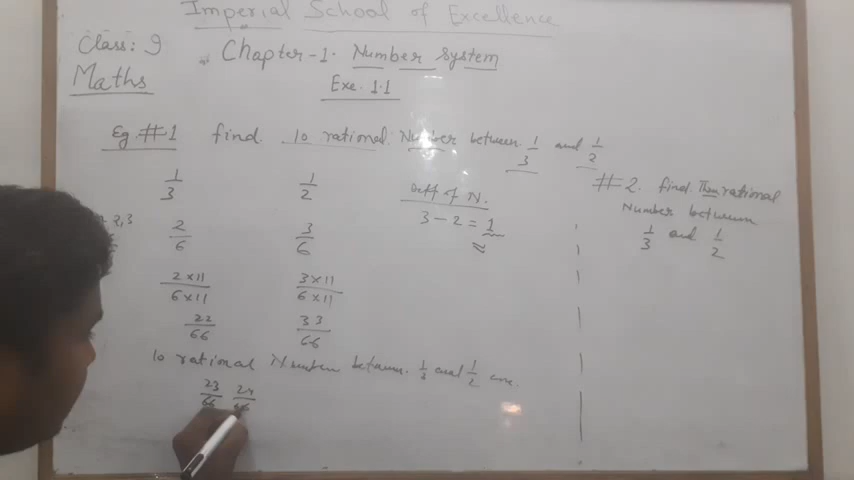 Imperial School of Excellence
Class: 9
Maths
Chapter-1. Number System
Exe. 1.1
Eg. #.1 find. 10 rational Number between 1/3 and 1/2
1/3 1/2
Deff of N.
3 - 2 = 1
2, 3
2/6 3/6
2 × 11 / 6 × 11 3 × 11 / 6 × 11
22/66 33/66
10 rational Number between 1/3 and 1/2 are.
23/66 24/66
# 2. find rational
Number between
1/3 and 1/2